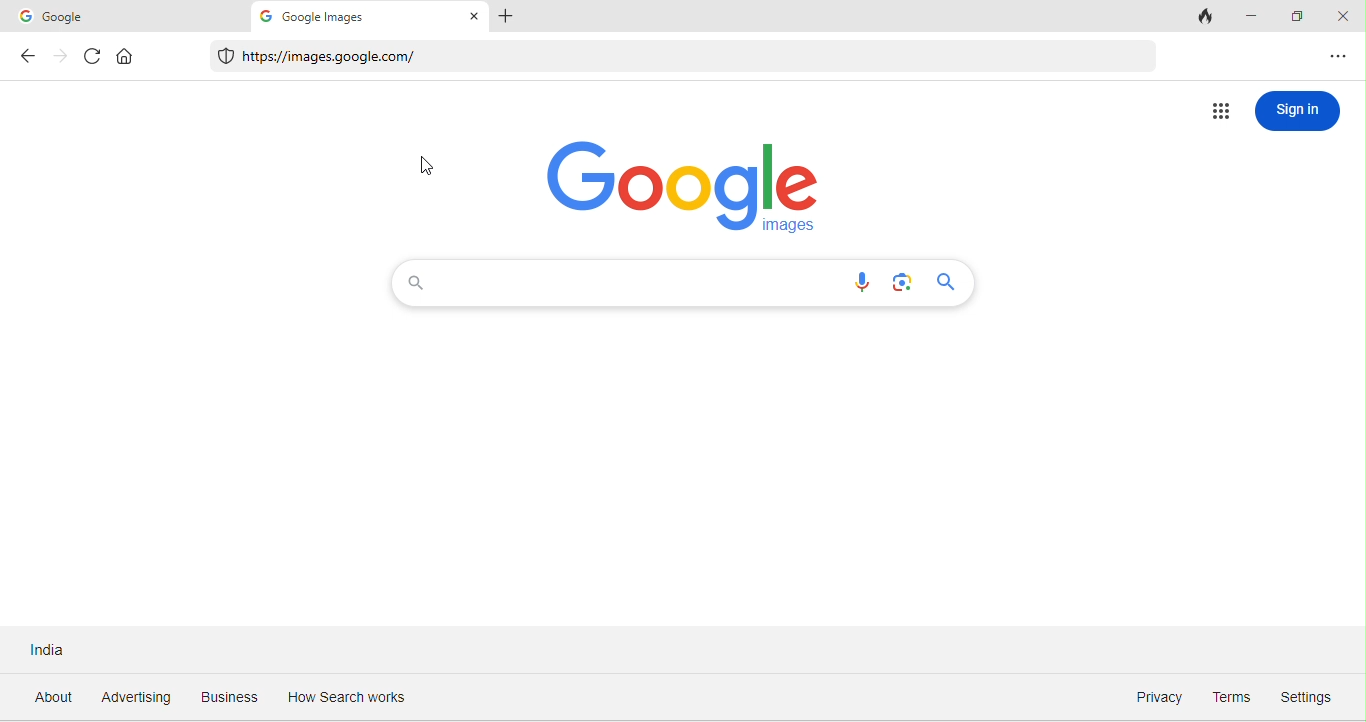 Google
Google Images
https://images.google.com/
Sign in
Google
images
India
About Advertising Business How Search works Privacy Terms Settings